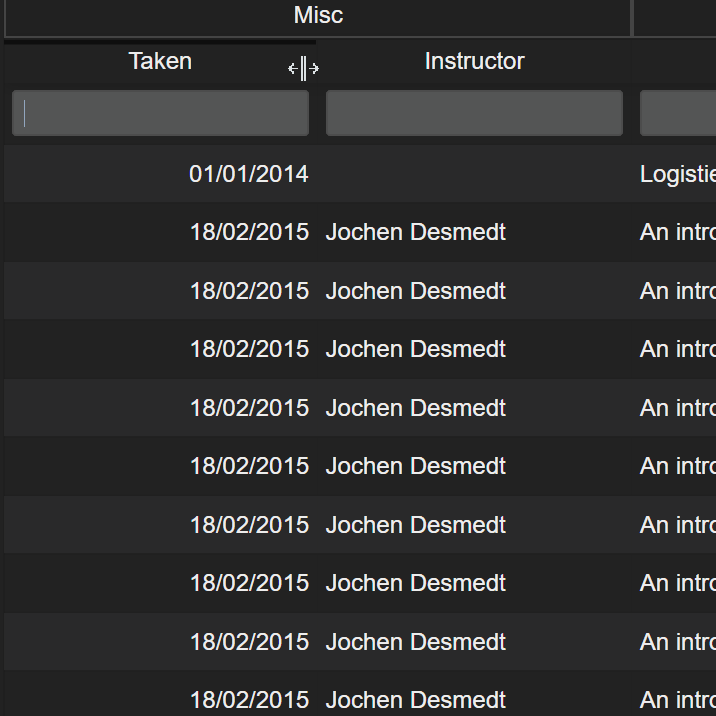 Misc
Taken Instructor
01/01/2014 Logistie
18/02/2015 Jochen Desmedt An intro
18/02/2015 Jochen Desmedt An intro
18/02/2015 Jochen Desmedt An intro
18/02/2015 Jochen Desmedt An intro
18/02/2015 Jochen Desmedt An intro
18/02/2015 Jochen Desmedt An intro
18/02/2015 Jochen Desmedt An intro
18/02/2015 Jochen Desmedt An intro
18/02/2015 Jochen Desmedt An intro